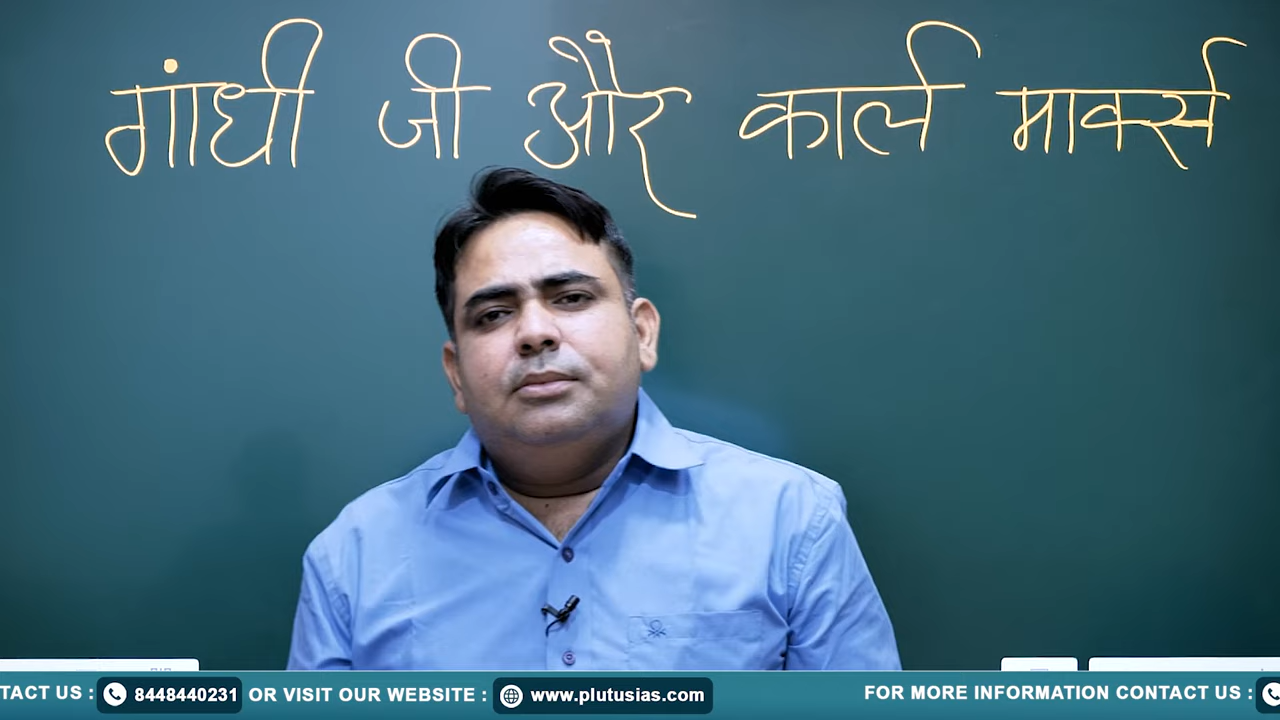 गांधी जी और कार्ल मार्क्स
TACT US : 8448440231 OR VISIT OUR WEBSITE : www.plutusias.com FOR MORE INFORMATION CONTACT US :